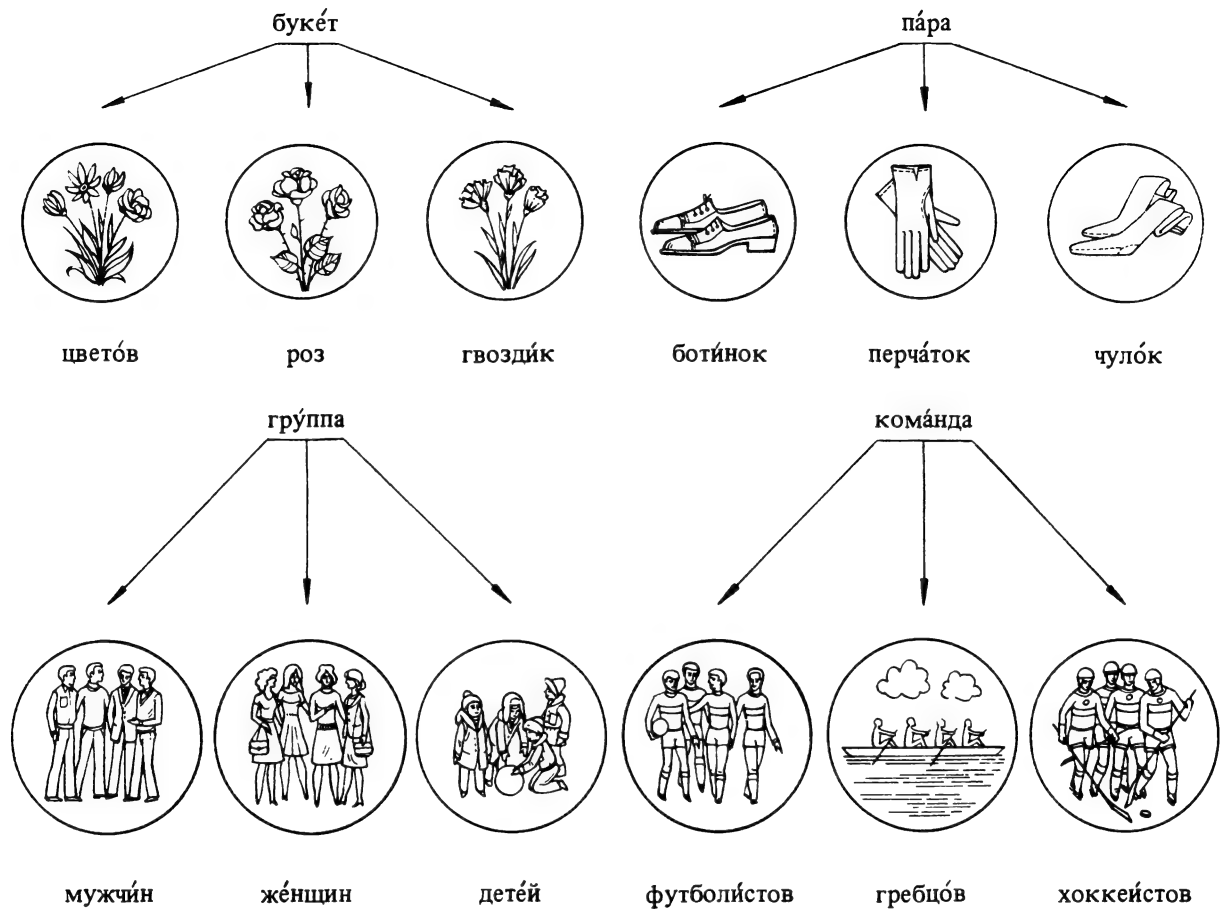 буке́т
па́ра
цвето́в
роз
гвозди́к
боти́нок
перча́ток
чуло́к
гру́ппа
кома́нда
мужчи́н
же́нщин
дете́й
футболи́стов
гребцо́в
хоккеи́стов